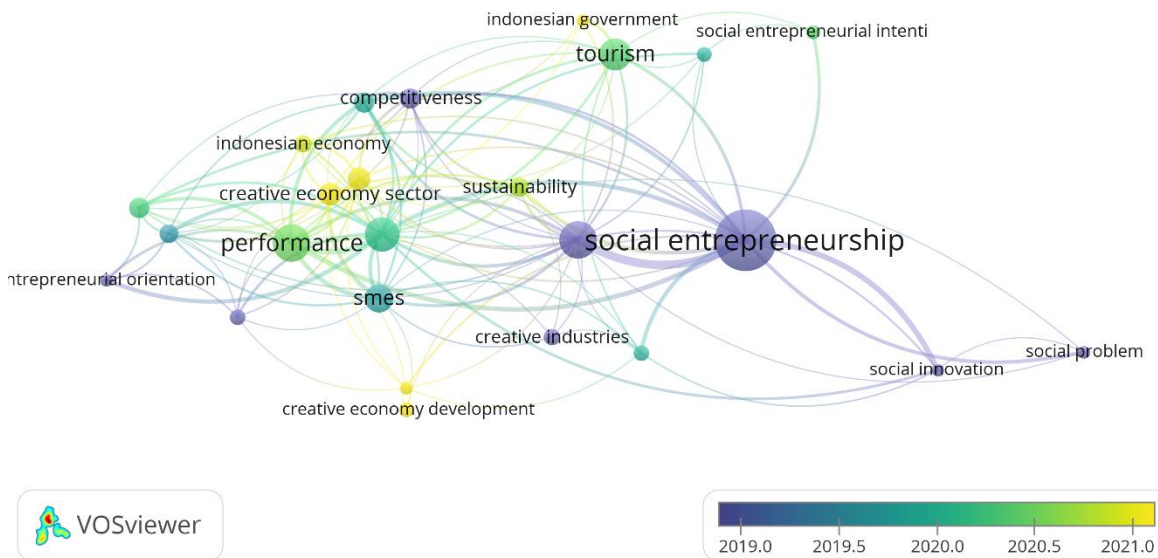 indonesian government
social entrepreneurial intenti
tourism
competitiveness
indonesian economy
creative economy sector
sustainability
performance
social entrepreneurship
ntrepreneurial orientation
smes
creative industries
social problem
social innovation
creative economy development
VOSviewer
2019.0 2019.5 2020.0 2020.5 2021.0